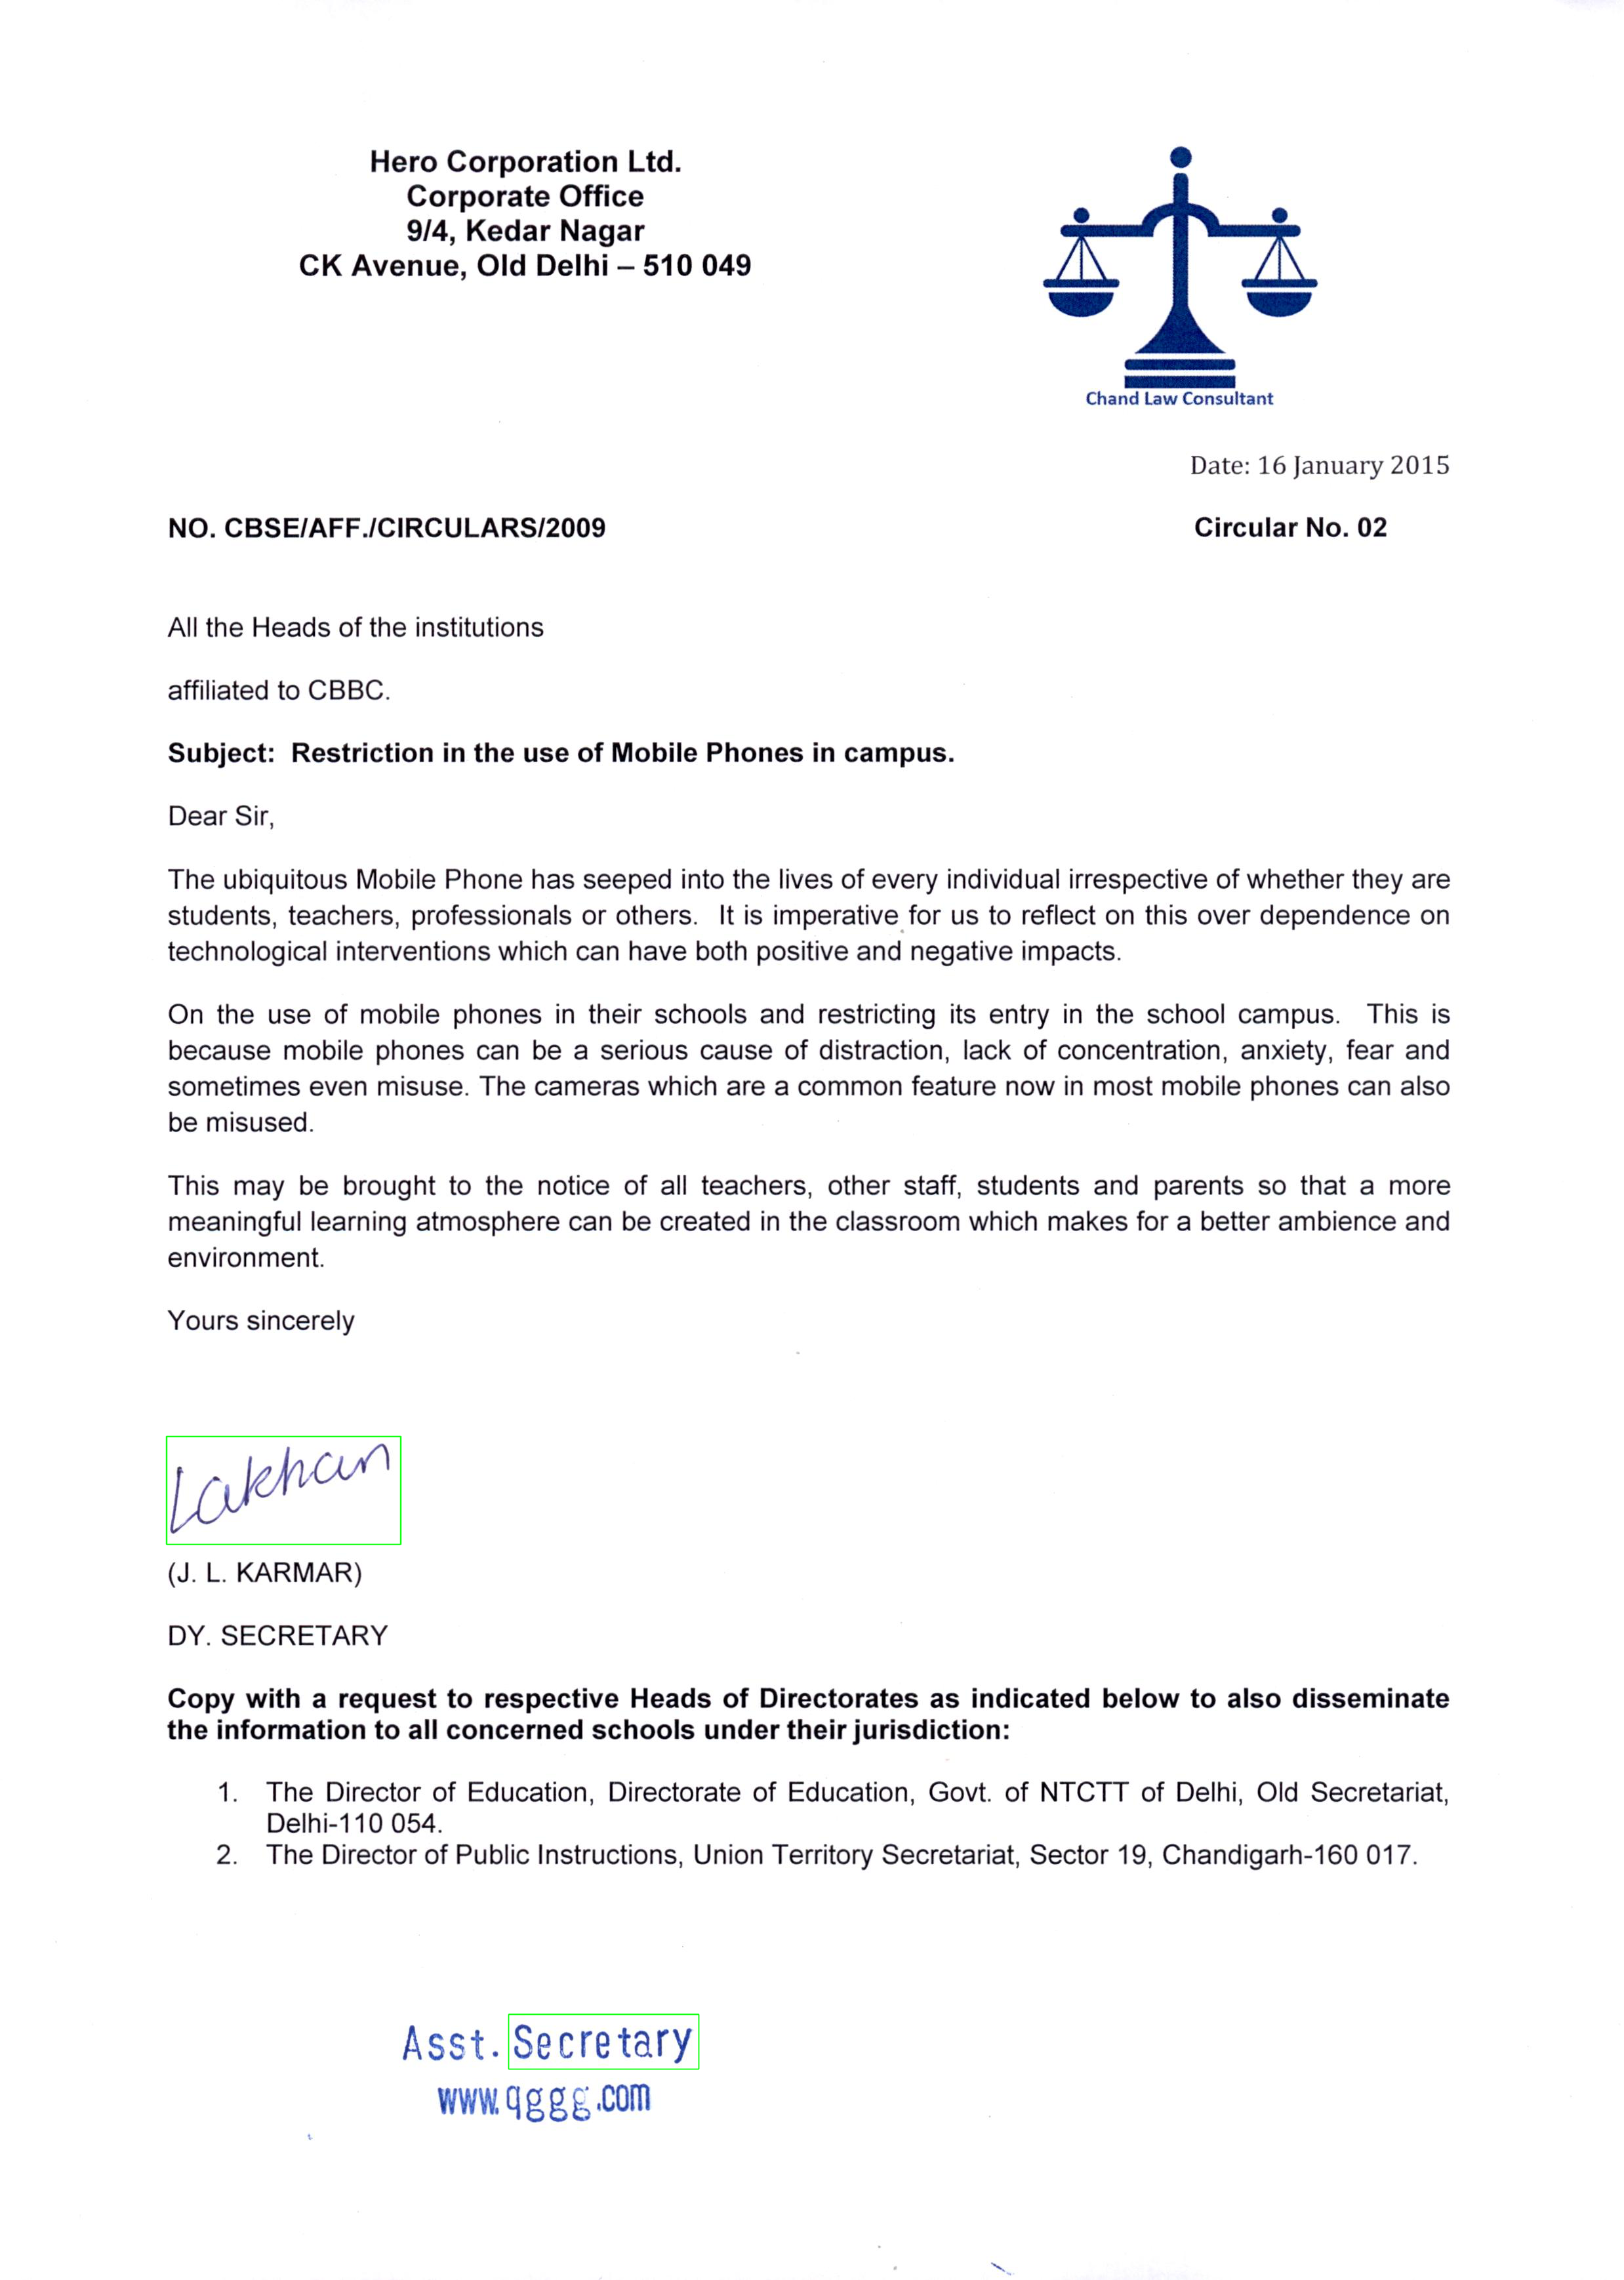 Hero Corporation Ltd.
Corporate Office
9/4, Kedar Nagar
CK Avenue, Old Delhi – 510 049
Chand Law Consultant
Date: 16 January 2015
NO. CBSE/AFF./CIRCULARS/2009 Circular No. 02
All the Heads of the institutions
affiliated to CBBC.
Subject: Restriction in the use of Mobile Phones in campus.
Dear Sir,
The ubiquitous Mobile Phone has seeped into the lives of every individual irrespective of whether they are
students, teachers, professionals or others. It is imperative for us to reflect on this over dependence on
technological interventions which can have both positive and negative impacts.
On the use of mobile phones in their schools and restricting its entry in the school campus. This is
because mobile phones can be a serious cause of distraction, lack of concentration, anxiety, fear and
sometimes even misuse. The cameras which are a common feature now in most mobile phones can also
be misused.
This may be brought to the notice of all teachers, other staff, students and parents so that a more
meaningful learning atmosphere can be created in the classroom which makes for a better ambience and
environment.
Yours sincerely
Lakhan
(J. L. KARMAR)
DY. SECRETARY
Copy with a request to respective Heads of Directorates as indicated below to also disseminate
the information to all concerned schools under their jurisdiction:
1. The Director of Education, Directorate of Education, Govt. of NTCTT of Delhi, Old Secretariat,
Delhi-110 054.
2. The Director of Public Instructions, Union Territory Secretariat, Sector 19, Chandigarh-160 017.
Asst. Secretary
www.qggg.com